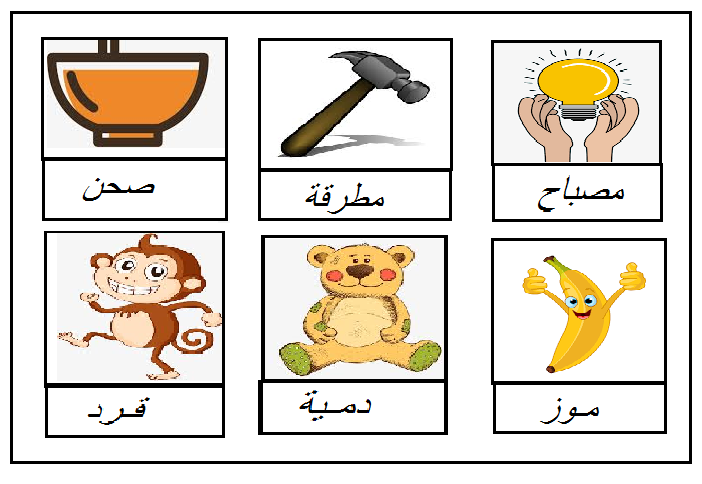 مصباح
مطرقة
صحن
موز
دمية
قرد